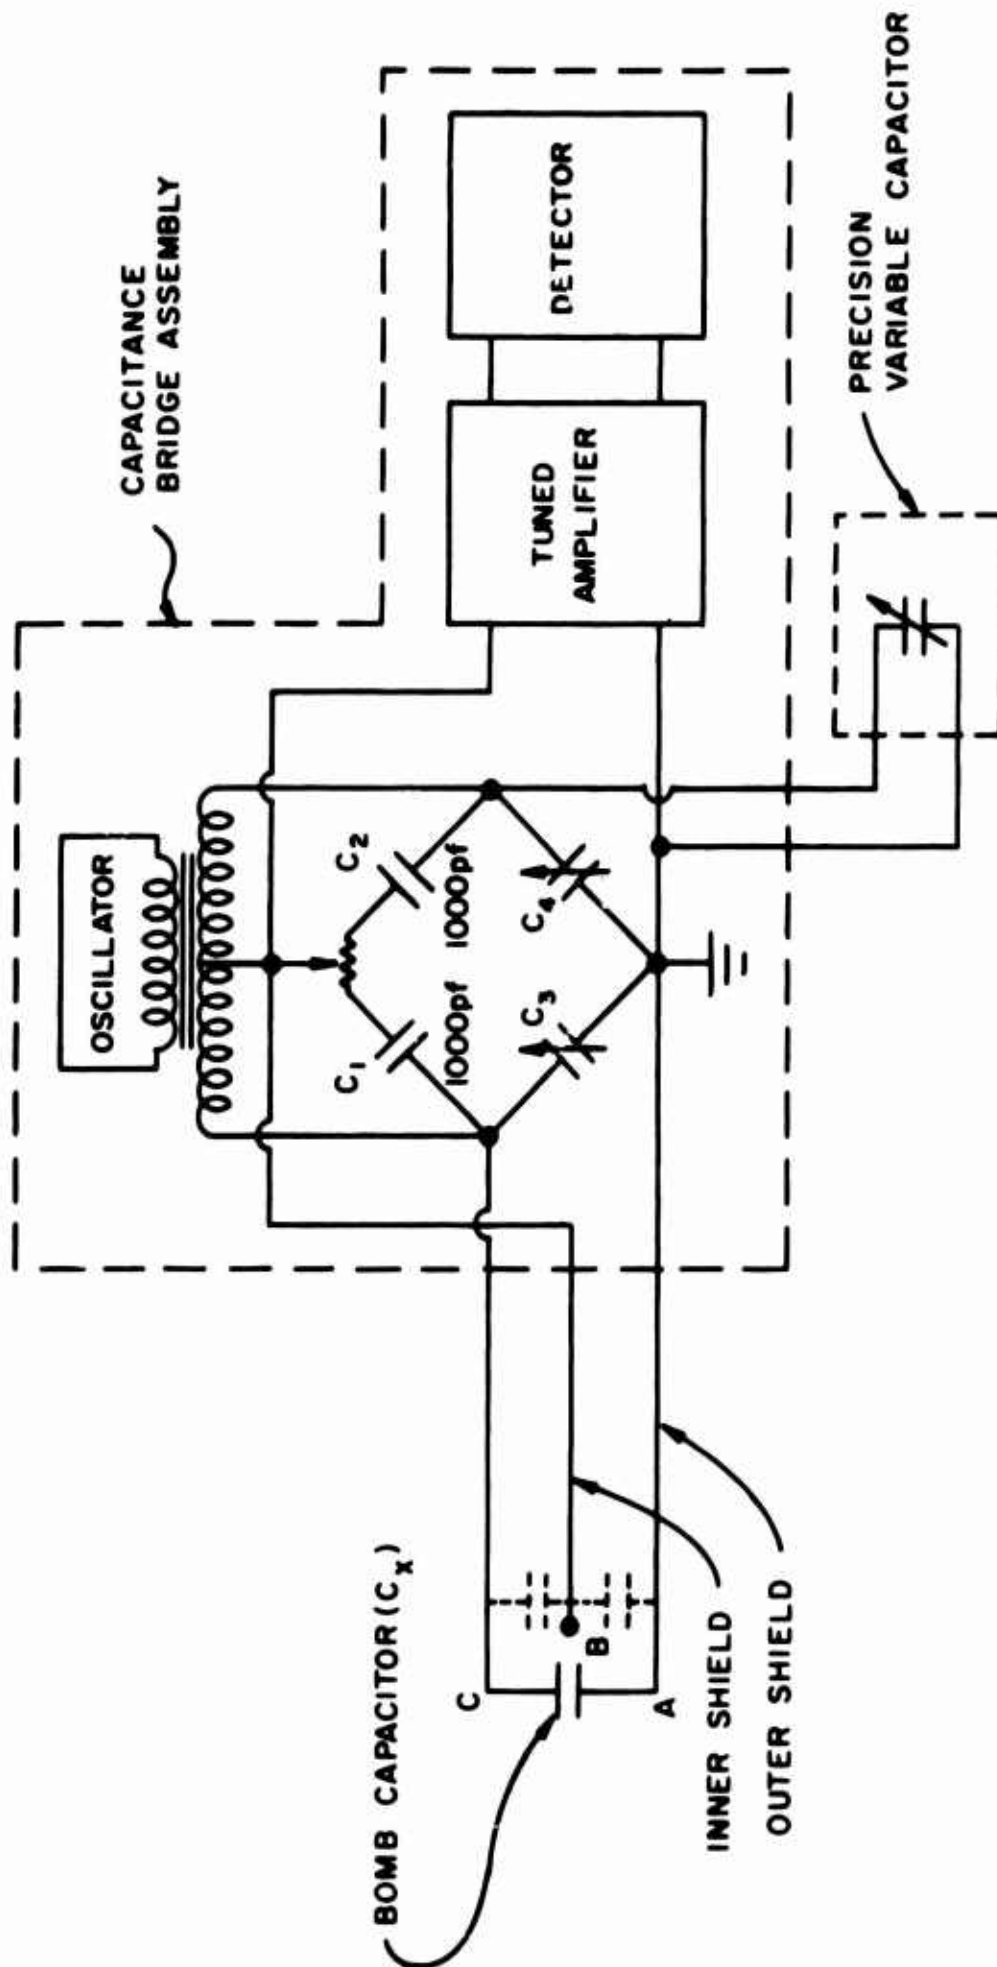 CAPACITANCE
BRIDGE ASSEMBLY
OSCILLATOR
C₁
1000pf
C₂
1000pf
C₃
C₄
TUNED
AMPLIFIER
DETECTOR
PRECISION
VARIABLE CAPACITOR
BOMB CAPACITOR (Cₓ)
C
B
A
INNER SHIELD
OUTER SHIELD